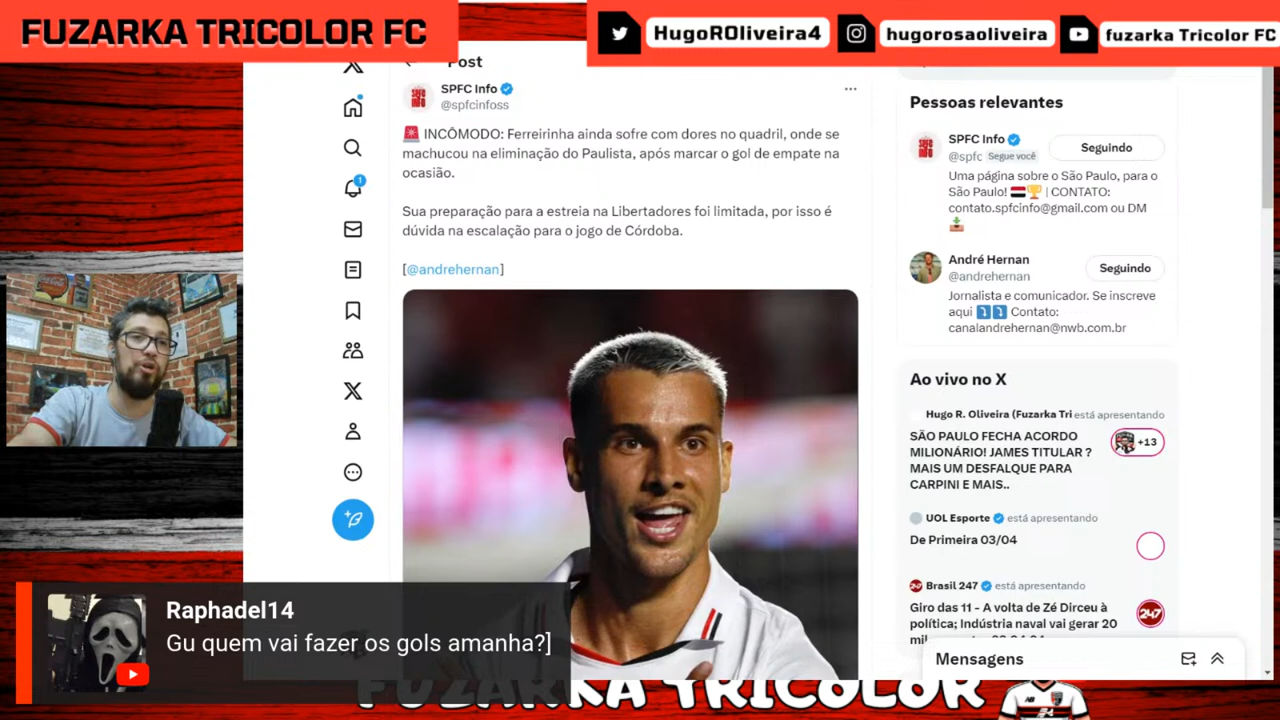 FUZARKA TRICOLOR FC
HugoROliveira4
hugorosaoliveira
fuzarka Tricolor FC
Post
SPFC Info
@spfcinfoss
🚨 INCÔMODO: Ferreirinha ainda sofre com dores no quadril, onde se
machucou na eliminação do Paulista, após marcar o gol de empate na
ocasião.
Sua preparação para a estreia na Libertadores foi limitada, por isso é
dúvida na escalação para o jogo de Córdoba.
[@andrehernan]
Pessoas relevantes
SPFC Info
@spfc Segue você
Seguindo
Uma página sobre o São Paulo, para o
São Paulo! 🇾🇪🏆 | CONTATO:
contato.spfcinfo@gmail.com ou DM
📥
André Hernan
@andrehernan
Seguindo
Jornalista e comunicador. Se inscreve
aqui ⤵️⤵️ Contato:
canalandrehernan@nwb.com.br
Ao vivo no X
Hugo R. Oliveira (Fuzarka Tri está apresentando
SÃO PAULO FECHA ACORDO
MILIONÁRIO! JAMES TITULAR ?
MAIS UM DESFALQUE PARA
CARPINI E MAIS..
+13
UOL Esporte está apresentando
De Primeira 03/04
Brasil 247 está apresentando
Giro das 11 - A volta de Zé Dirceu à
política; Indústria naval vai gerar 20
mil
247
Mensagens
1
Raphadel14
Gu quem vai fazer os gols amanha?]
FUZARKA TRICOLOR